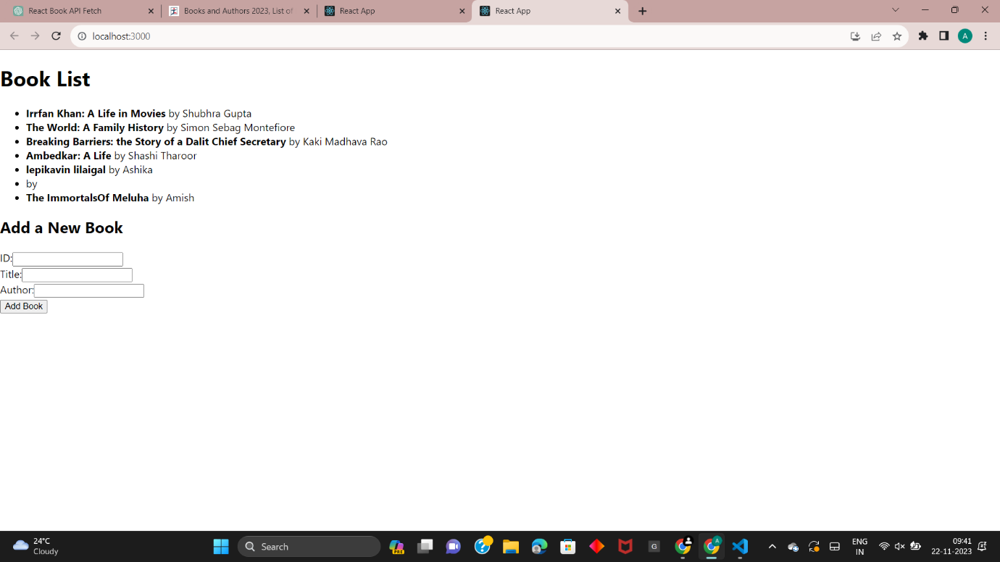 React Book API Fetch
Books and Authors 2023, List of
React App
React App
localhost:3000
A
Book List
Irrfan Khan: A Life in Movies by Shubhra Gupta
The World: A Family History by Simon Sebag Montefiore
Breaking Barriers: the Story of a Dalit Chief Secretary by Kaki Madhava Rao
Ambedkar: A Life by Shashi Tharoor
lepikavin lilaigal by Ashika
by
The ImmortalsOf Meluha by Amish
Add a New Book
ID:
Title:
Author:
Add Book
24°C
Cloudy
Search
PRE
G
A
ENG
IN
09:41
22-11-2023